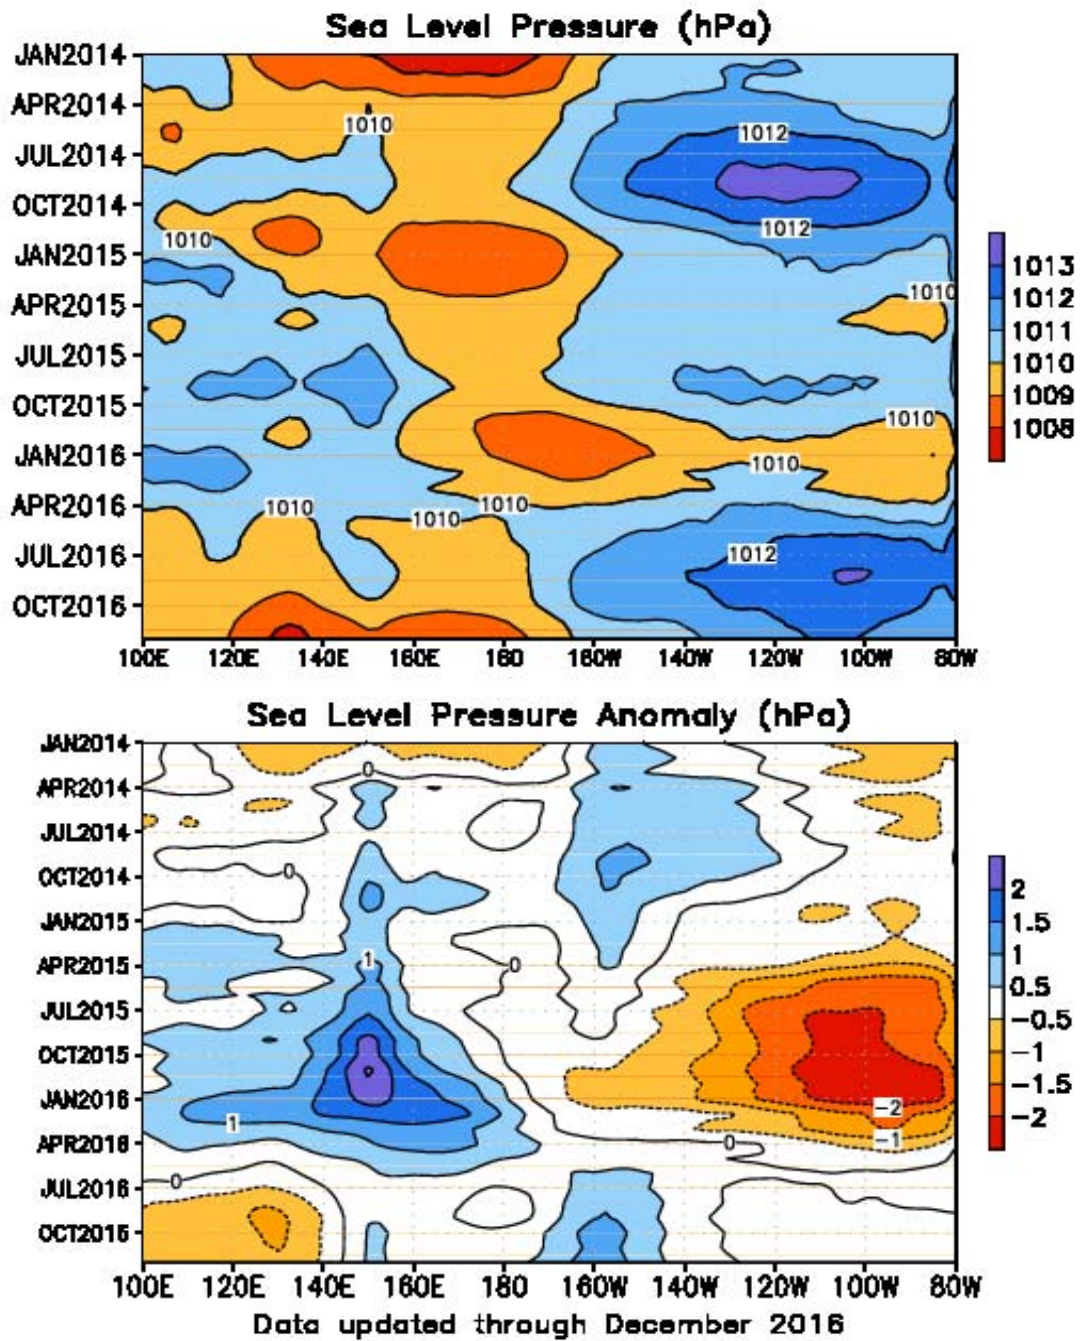 Sea Level Pressure (hPa)
JAN2014
APR2014
JUL2014
OCT2014
JAN2015
APR2015
JUL2015
OCT2015
JAN2016
APR2016
JUL2016
OCT2016
1010
1012
1012
1010
1010
1010
1010
1010
1010
1010
1012
100E 120E 140E 160E 180 160W 140W 120W 100W 80W
1013
1012
1011
1010
1009
1008
Sea Level Pressure Anomaly (hPa)
JAN2014
APR2014
JUL2014
OCT2014
JAN2015
APR2015
JUL2015
OCT2015
JAN2016
APR2016
JUL2016
OCT2016
0
0
1
0
1
-2
-1
0
0
100E 120E 140E 160E 180 160W 140W 120W 100W 80W
2
1.5
1
0.5
-0.5
-1
-1.5
-2
Data updated through December 2016